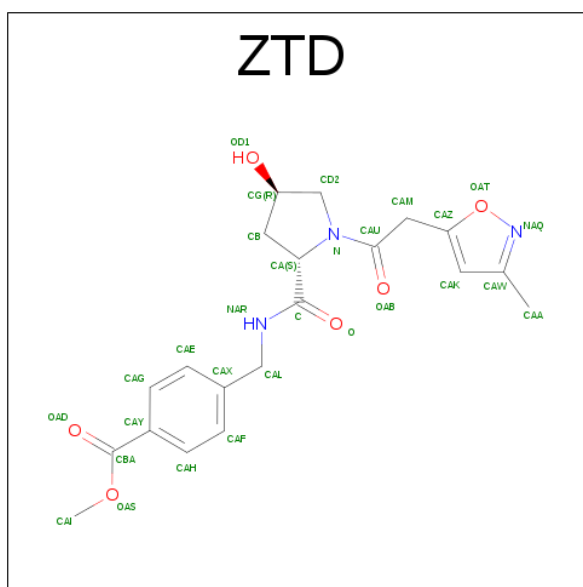 ZTD
OD1
HO
OAT
CG(R)
CD2
CAM
O
CAZ
N
NAQ
CB
CAU
N
CA(S)
CAK
CAW
O
OAB
NAR
C
CAA
HN
O
O
CAE
CAG
CAX
CAL
OAD
O
CAY
CAF
CBA
CAH
O
OAS
CAI